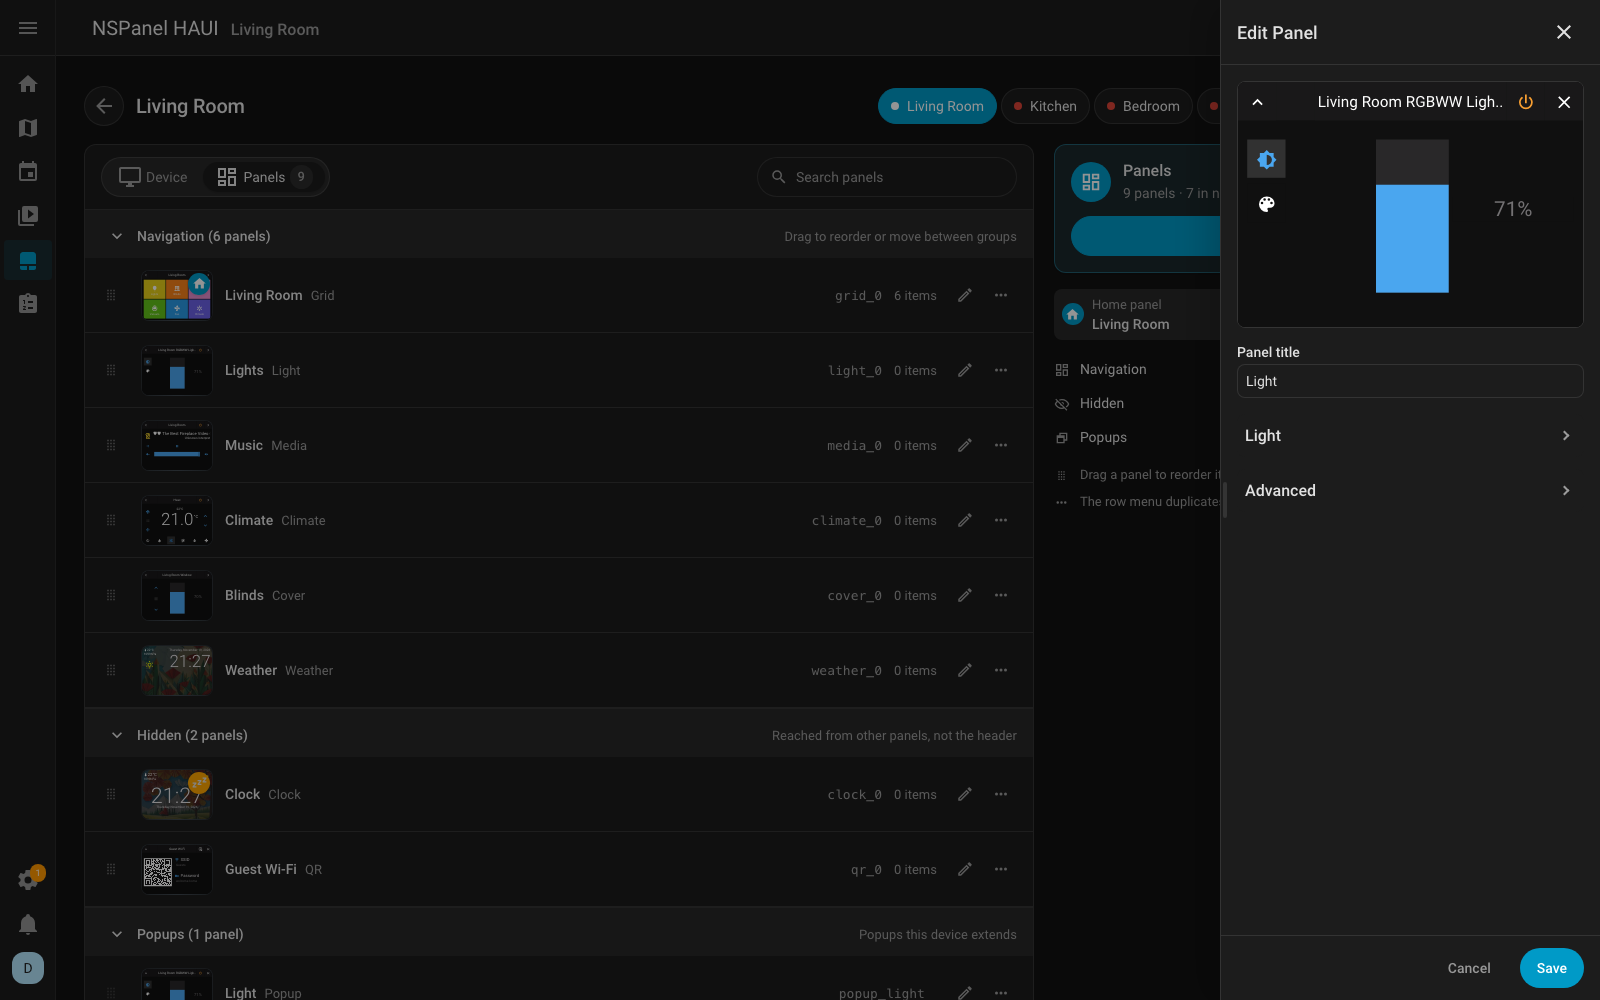 NSPanel HAUI Living Room
Edit Panel
Living Room
Living Room
Kitchen
Bedroom
Living Room RGBWW Ligh..
71%
Device
Panels 9
Search panels
Panels
9 panels · 7 in n
Navigation (6 panels)
Drag to reorder or move between groups
Living Room Grid
grid_0 6 items
Home panel
Living Room
Lights Light
light_0 0 items
Navigation
Hidden
Popups
Drag a panel to reorder it
The row menu duplicates
Music Media
media_0 0 items
Climate Climate
climate_0 0 items
21.0
Blinds Cover
cover_0 0 items
Weather Weather
weather_0 0 items
21:27
Hidden (2 panels)
Reached from other panels, not the header
Clock Clock
clock_0 0 items
21:27
Guest Wi-Fi QR
qr_0 0 items
Popups (1 panel)
Popups this device extends
Light Popup
popup_light
Panel title
Light
Light
Advanced
Cancel
Save
1
D